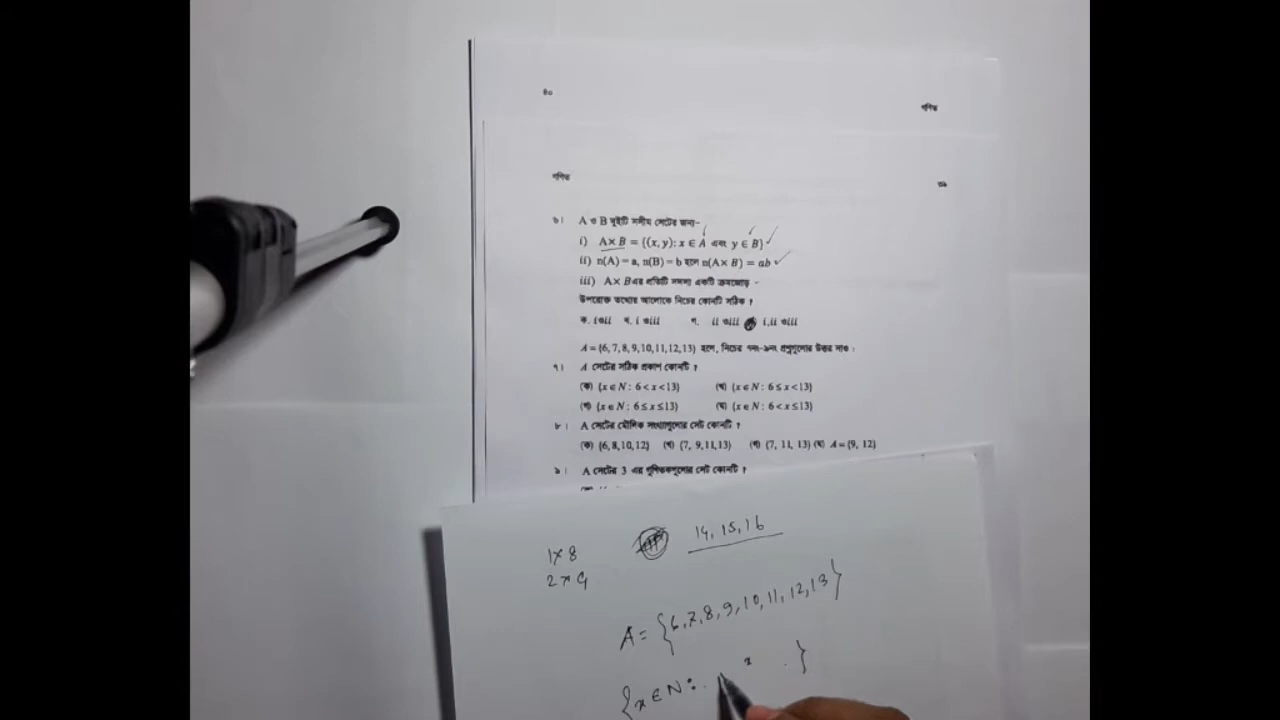 ৪০
গণিত
গণিত
৩৯
৬। A ও B দুইটি সসীম সেটের জন্য-
i) A× B = {(x, y): x ∈ A এবং y ∈ B}
ii) n(A) = a, n(B) = b হলে n(A× B) = ab
iii) A× B এর প্রতিটি সদস্য একটি ক্রমজোড়
উপরোক্ত তথ্যের আলোকে নিচের কোনটি সঠিক ?
ক. i ও ii খ. i ও iii গ. ii ও iii i, ii ও iii
A = {6, 7, 8, 9, 10, 11, 12, 13} হলে, নিচের ৭নং-৯নং প্রশ্নগুলোর উত্তর দাও :
৭। A সেটের সঠিক প্রকাশ কোনটি ?
(ক) {x ∈ N : 6 < x < 13} (খ) {x ∈ N : 6 ≤ x < 13}
(গ) {x ∈ N : 6 ≤ x ≤ 13} (ঘ) {x ∈ N : 6 < x ≤ 13}
৮। A সেটের মৌলিক সংখ্যাগুলোর সেট কোনটি ?
(ক) {6, 8, 10, 12} (খ) {7, 9, 11, 13} (গ) {7, 11, 13} (ঘ) A = {9, 12}
৯। A সেটের 3 এর গুণিতকগুলোর সেট কোনটি ?
1×8
2×4
14, 15, 16
A = {6, 7, 8, 9, 10, 11, 12, 13}
{x ∈ N : x }